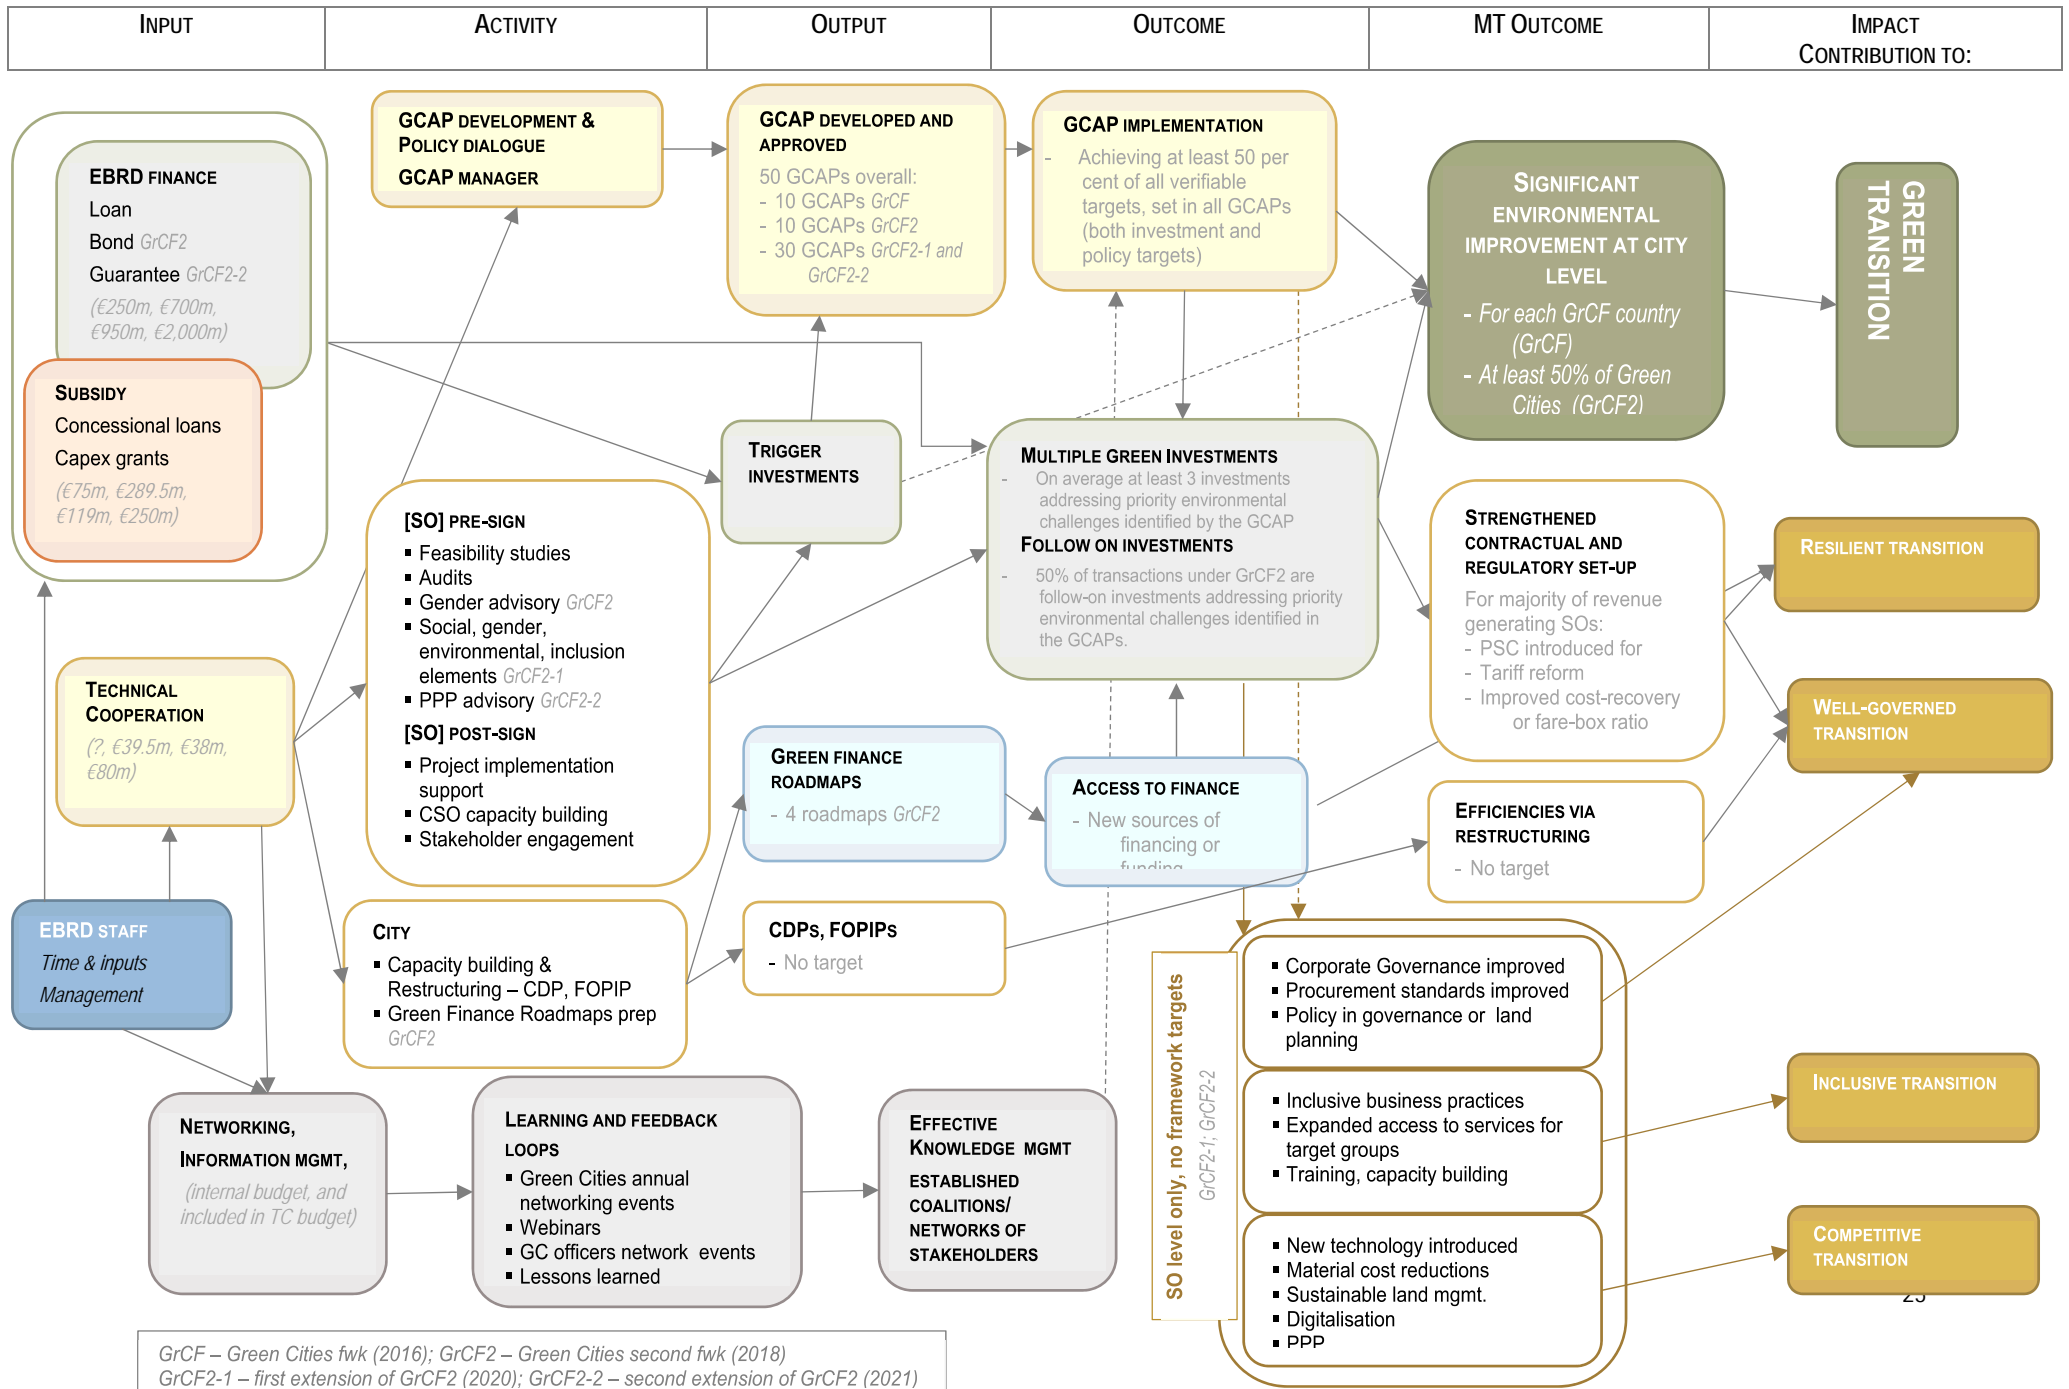 INPUT
ACTIVITY
OUTPUT
OUTCOME
MT OUTCOME
IMPACT
CONTRIBUTION TO:
EBRD FINANCE
Loan
Bond GrCF2
Guarantee GrCF2-2
(€250m, €700m,
€950m, €2,000m)
SUBSIDY
Concessional loans
Capex grants
(€75m, €289.5m,
€119m, €250m)
TECHNICAL
COOPERATION
(?, €39.5m, €38m,
€80m)
EBRD STAFF
Time & inputs
Management
NETWORKING,
INFORMATION MGMT,
(internal budget, and
included in TC budget)
GCAP DEVELOPMENT &
POLICY DIALOGUE
GCAP MANAGER
[SO] PRE-SIGN
▪ Feasibility studies
▪ Audits
▪ Gender advisory GrCF2
▪ Social, gender,
environmental, inclusion
elements GrCF2-1
▪ PPP advisory GrCF2-2
[SO] POST-SIGN
▪ Project implementation
support
▪ CSO capacity building
▪ Stakeholder engagement
CITY
▪ Capacity building &
Restructuring – CDP, FOPIP
▪ Green Finance Roadmaps prep
GrCF2
LEARNING AND FEEDBACK
LOOPS
▪ Green Cities annual
networking events
▪ Webinars
▪ GC officers network events
▪ Lessons learned
GCAP DEVELOPED AND
APPROVED
50 GCAPs overall:
- 10 GCAPs GrCF
- 10 GCAPs GrCF2
- 30 GCAPs GrCF2-1 and
GrCF2-2
TRIGGER
INVESTMENTS
GREEN FINANCE
ROADMAPS
- 4 roadmaps GrCF2
CDPS, FOPIPS
- No target
EFFECTIVE
KNOWLEDGE MGMT
ESTABLISHED
COALITIONS/
NETWORKS OF
STAKEHOLDERS
GCAP IMPLEMENTATION
- Achieving at least 50 per
cent of all verifiable
targets, set in all GCAPs
(both investment and
policy targets)
MULTIPLE GREEN INVESTMENTS
- On average at least 3 investments
addressing priority environmental
challenges identified by the GCAP
FOLLOW ON INVESTMENTS
- 50% of transactions under GrCF2 are
follow-on investments addressing priority
environmental challenges identified in
the GCAPs.
ACCESS TO FINANCE
- New sources of
financing or
funding
SO level only, no framework targets
GrCF2-1; GrCF2-2
▪ Corporate Governance improved
▪ Procurement standards improved
▪ Policy in governance or land
planning
▪ Inclusive business practices
▪ Expanded access to services for
target groups
▪ Training, capacity building
▪ New technology introduced
▪ Material cost reductions
▪ Sustainable land mgmt.
▪ Digitalisation
▪ PPP
SIGNIFICANT
ENVIRONMENTAL
IMPROVEMENT AT CITY
LEVEL
- For each GrCF country
(GrCF)
- At least 50% of Green
Cities (GrCF2)
STRENGTHENED
CONTRACTUAL AND
REGULATORY SET-UP
For majority of revenue
generating SOs:
- PSC introduced for
- Tariff reform
- Improved cost-recovery
or fare-box ratio
EFFICIENCIES VIA
RESTRUCTURING
- No target
GREEN
TRANSITION
RESILIENT TRANSITION
WELL-GOVERNED
TRANSITION
INCLUSIVE TRANSITION
COMPETITIVE
TRANSITION
GrCF – Green Cities fwk (2016); GrCF2 – Green Cities second fwk (2018)
GrCF2-1 – first extension of GrCF2 (2020); GrCF2-2 – second extension of GrCF2 (2021)